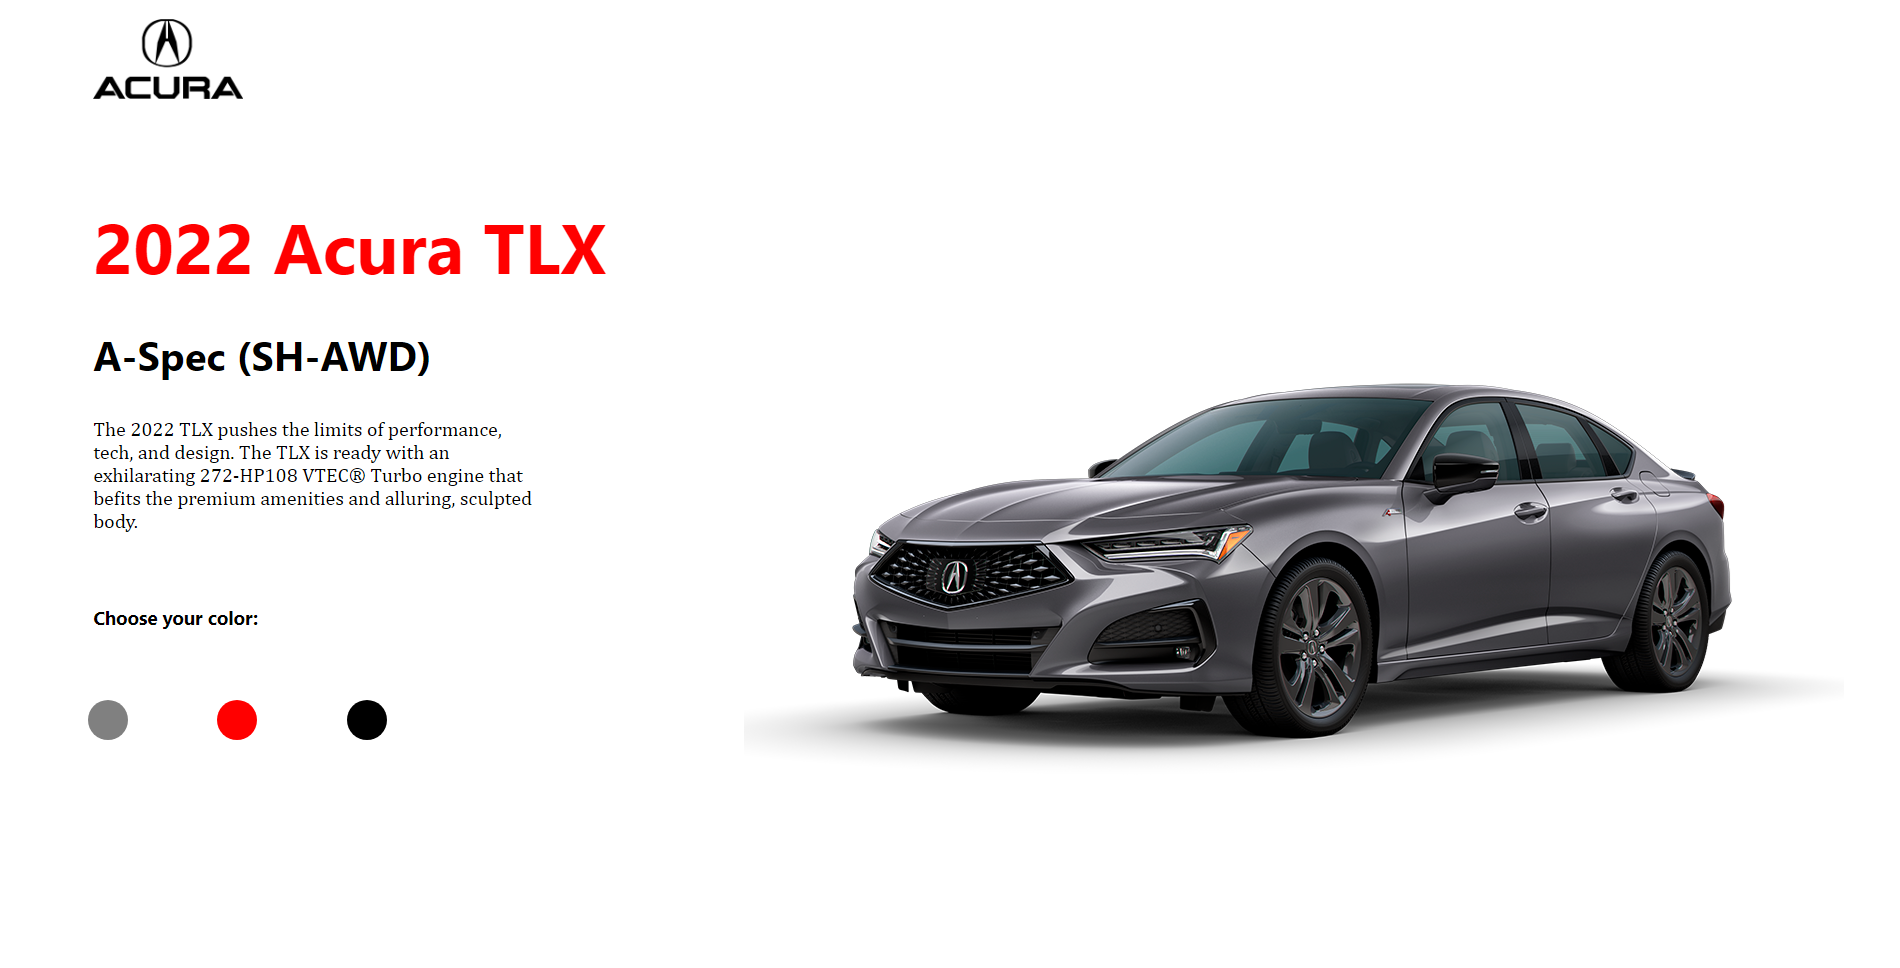 ACURA
2022 Acura TLX
A-Spec (SH-AWD)
The 2022 TLX pushes the limits of performance,
tech, and design. The TLX is ready with an
exhilarating 272-HP108 VTEC® Turbo engine that
befits the premium amenities and alluring, sculpted
body.
Choose your color: